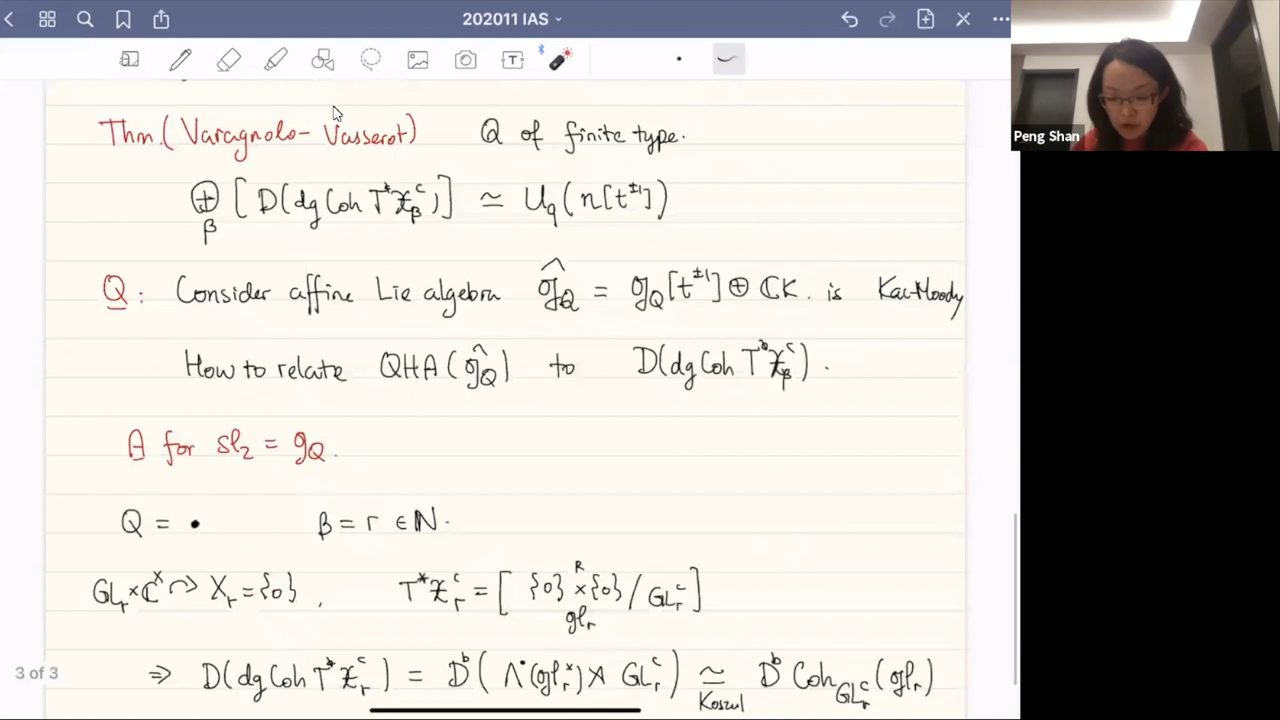 202011 IAS
Peng Shan
Thm. (Varagnolo-Vasserot) Q of finite type.
⊕_β [D(dg Coh T*𝔛_β^c)] ≃ U_q(n[t^{±1}])
Q: Consider affine Lie algebra ĝ_Q = g_Q[t^{±1}] ⊕ ℂK. is Kac-Moody
How to relate QHA(ĝ_Q) to D(dg Coh T*𝔛_β^c).
A for sl_2 = g_Q.
Q = • β = r ∈ ℕ.
GL_r × ℂ^× ↷ X_r = {0}, T*𝔛_r^c = [{0} ×^R_{gl_r} {0} / GL_r^c]
3 of 3
⇒ D(dg Coh T*𝔛_r^c) = D^b(Λ^•(gl_r^*) ⋊ GL_r^c) ≃_{Koszul} D^b Coh_{GL_r^c}(gl_r)